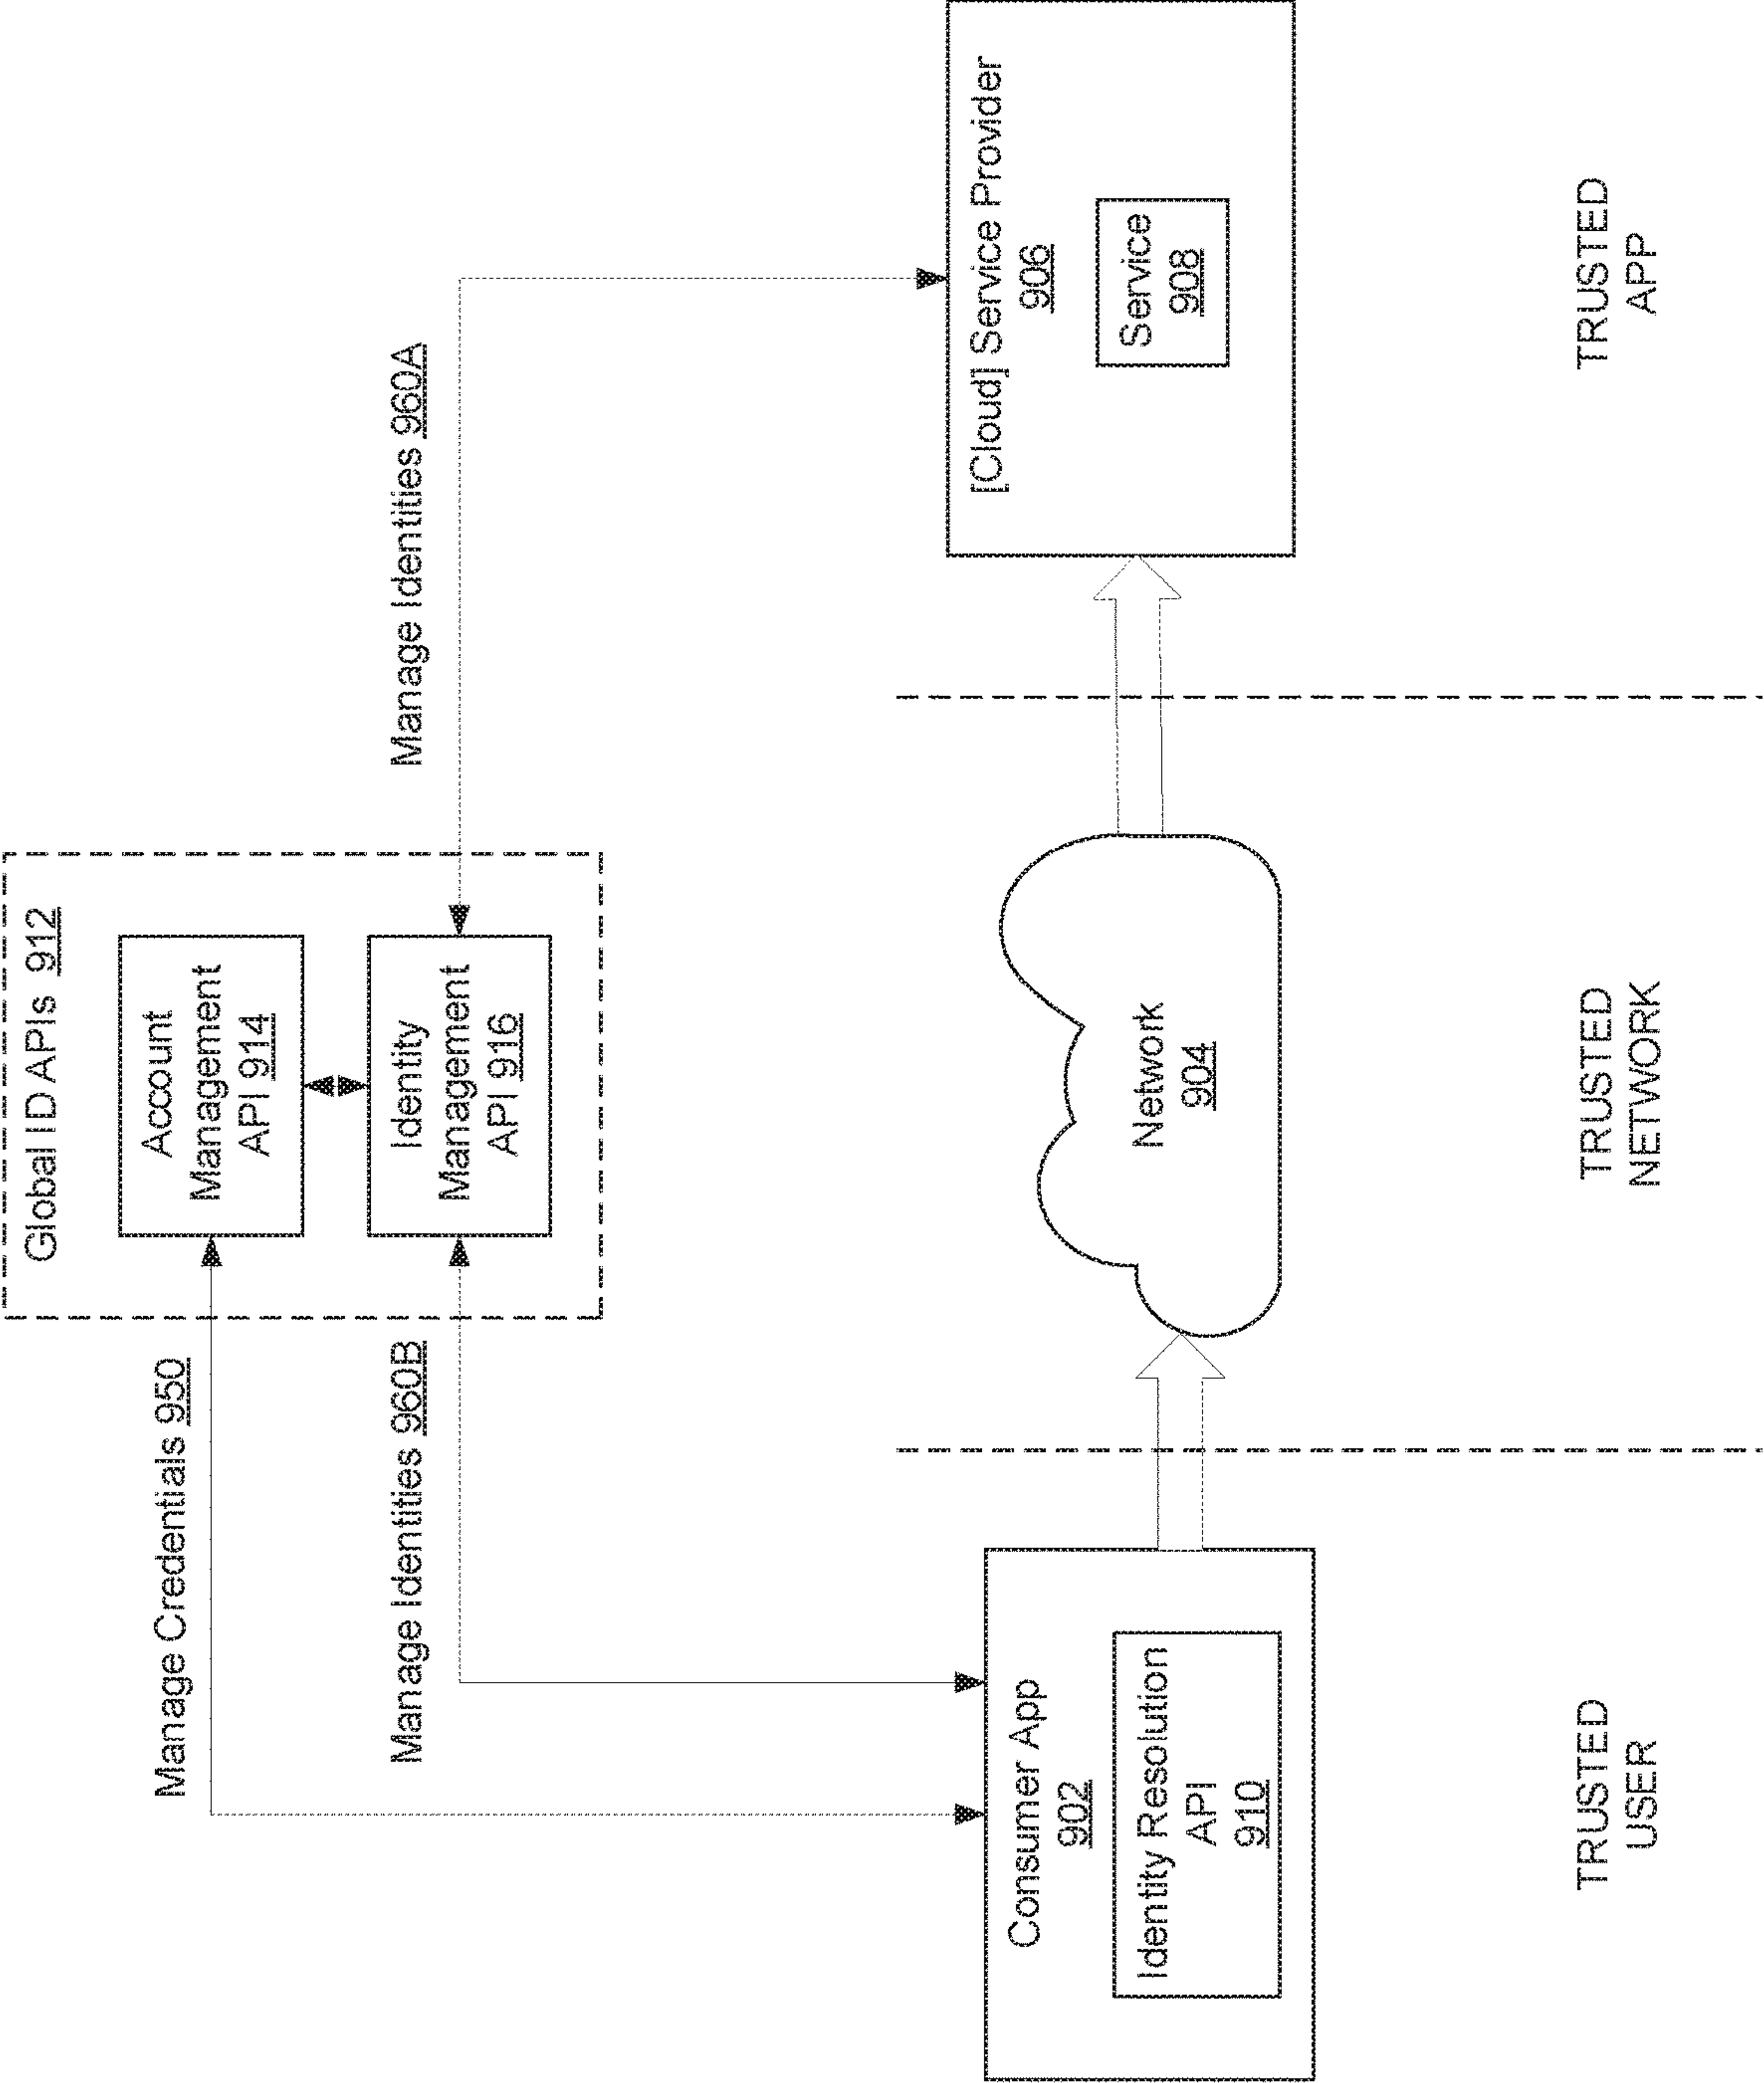 Global ID APIs 912
Account
Management
API 914
Identity
Management
API 916
Manage Credentials 950
Manage Identities 960B
Manage Identities 960A
Consumer App
902
Identity Resolution
API
910
Network
904
[Cloud] Service Provider
906
Service
908
TRUSTED
USER
TRUSTED
NETWORK
TRUSTED
APP